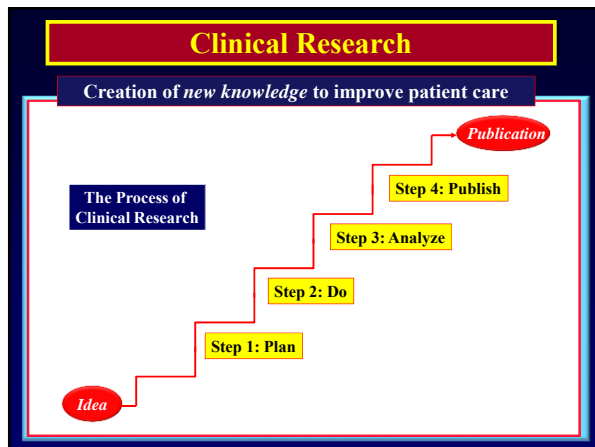 Clinical Research
Creation of new knowledge to improve patient care
Publication
The Process of
Clinical Research
Step 4: Publish
Step 3: Analyze
Step 2: Do
Step 1: Plan
Idea